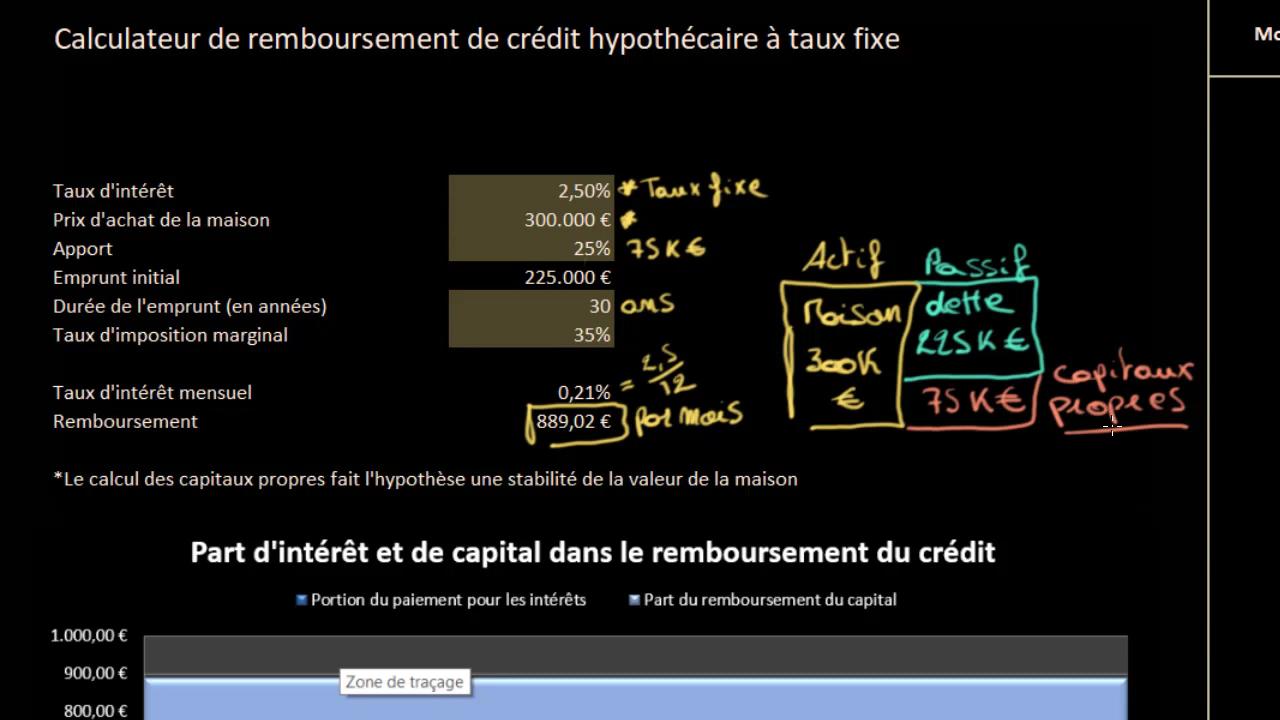 Calculateur de remboursement de crédit hypothécaire à taux fixe
Mo
Taux d'intérêt 2,50% * Taux fixe
Prix d'achat de la maison 300.000 € *
Apport 25% 75K€
Emprunt initial 225.000 €
Durée de l'emprunt (en années) 30 ans
Taux d'imposition marginal 35%
Taux d'intérêt mensuel 0,21% = 2,5/12
Remboursement 889,02 € par mois
Actif Passif
Maison dette
300K 225K€
€ 75K€ capitaux
propres
*Le calcul des capitaux propres fait l'hypothèse une stabilité de la valeur de la maison
Part d'intérêt et de capital dans le remboursement du crédit
Portion du paiement pour les intérêts Part du remboursement du capital
1.000,00 €
900,00 €
Zone de traçage
800,00 €